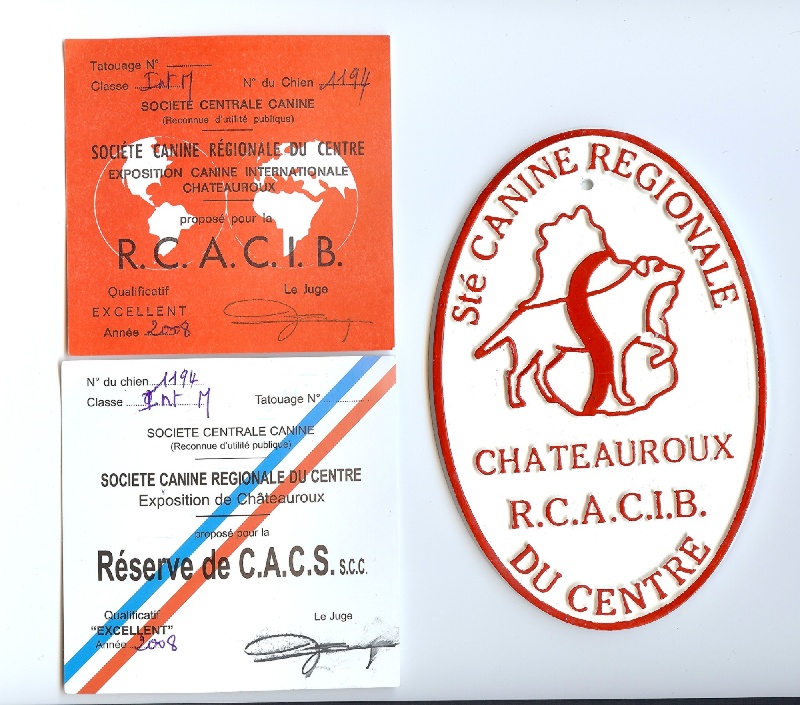 Tatouage N°
Classe Int M N° du Chien 1194
SOCIETE CENTRALE CANINE
(Reconnue d'utilité publique)
SOCIÉTÉ CANINE RÉGIONALE DU CENTRE
EXPOSITION CANINE INTERNATIONALE
CHATEAUROUX
proposé pour la
R.C.A.C.I.B.
Qualificatif Le Juge
EXCELLENT
Année 2008
N° du chien 1194
Classe Int M Tatouage N°
SOCIETE CENTRALE CANINE
(Reconnue d'utilité publique)
SOCIETE CANINE REGIONALE DU CENTRE
Exposition de Châteauroux
proposé pour la
Réserve de C.A.C.S. S.C.C.
Qualificatif Le Juge
"EXCELLENT"
Année 2008
Sté CANINE REGIONALE
CHATEAUROUX
R.C.A.C.I.B.
DU CENTRE